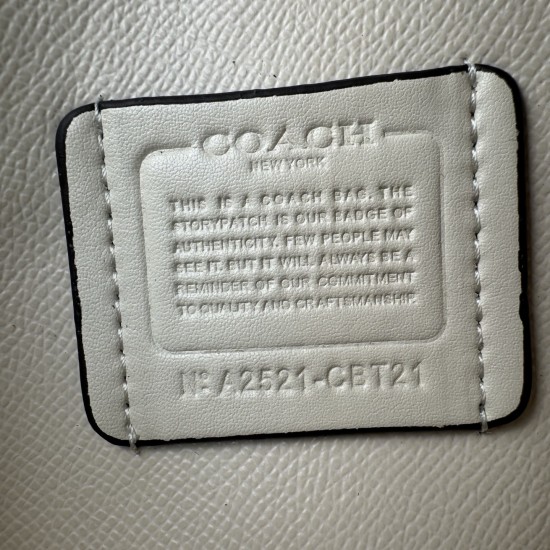 COACH
NEW YORK
THIS IS A COACH BAG. THE
STORYPATCH IS OUR BADGE OF
AUTHENTICITY. FEW PEOPLE MAY
SEE IT. BUT IT WILL ALWAYS BE A
REMINDER OF OUR COMMITMENT
TO QUALITY AND CRAFTSMANSHIP.
Nº A2521-CBT21